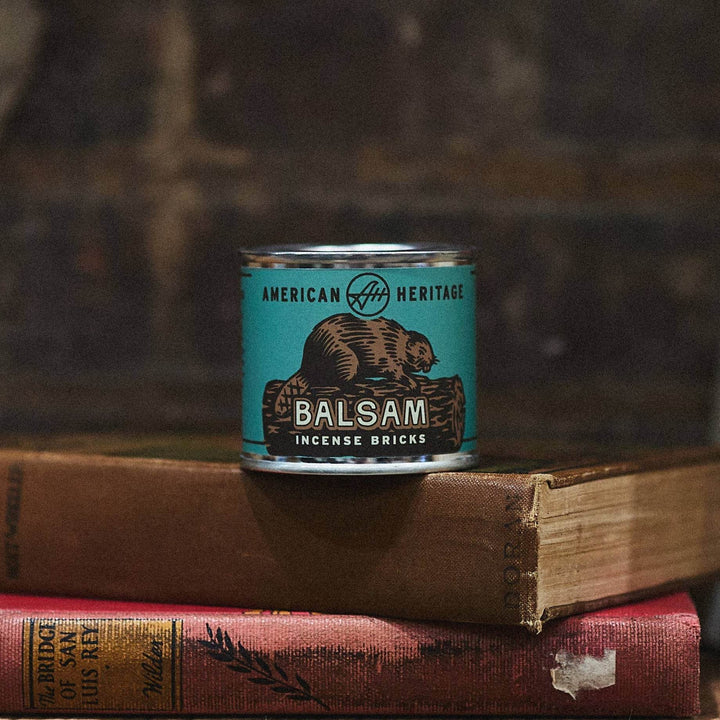 AMERICAN AH HERITAGE
BALSAM
INCENSE BRICKS
DORAN
The BRIDGE
OF SAN
LUIS REY
Wilder